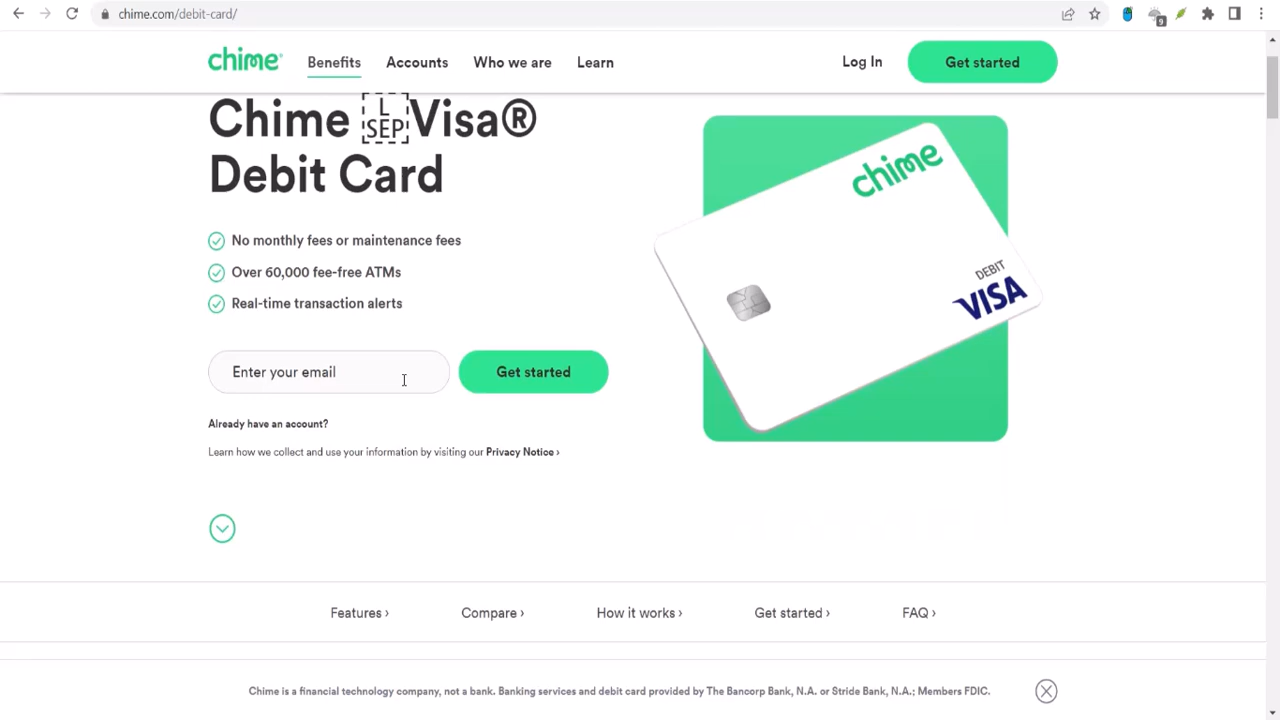 chime.com/debit-card/
9
chime
Benefits
Accounts
Who we are
Learn
Log In
Get started
Chime L SEP Visa®
Debit Card
No monthly fees or maintenance fees
Over 60,000 fee-free ATMs
Real-time transaction alerts
Enter your email
Get started
Already have an account?
Learn how we collect and use your information by visiting our Privacy Notice ›
chime
DEBIT
VISA
Features ›
Compare ›
How it works ›
Get started ›
FAQ ›
Chime is a financial technology company, not a bank. Banking services and debit card provided by The Bancorp Bank, N.A. or Stride Bank, N.A.; Members FDIC.